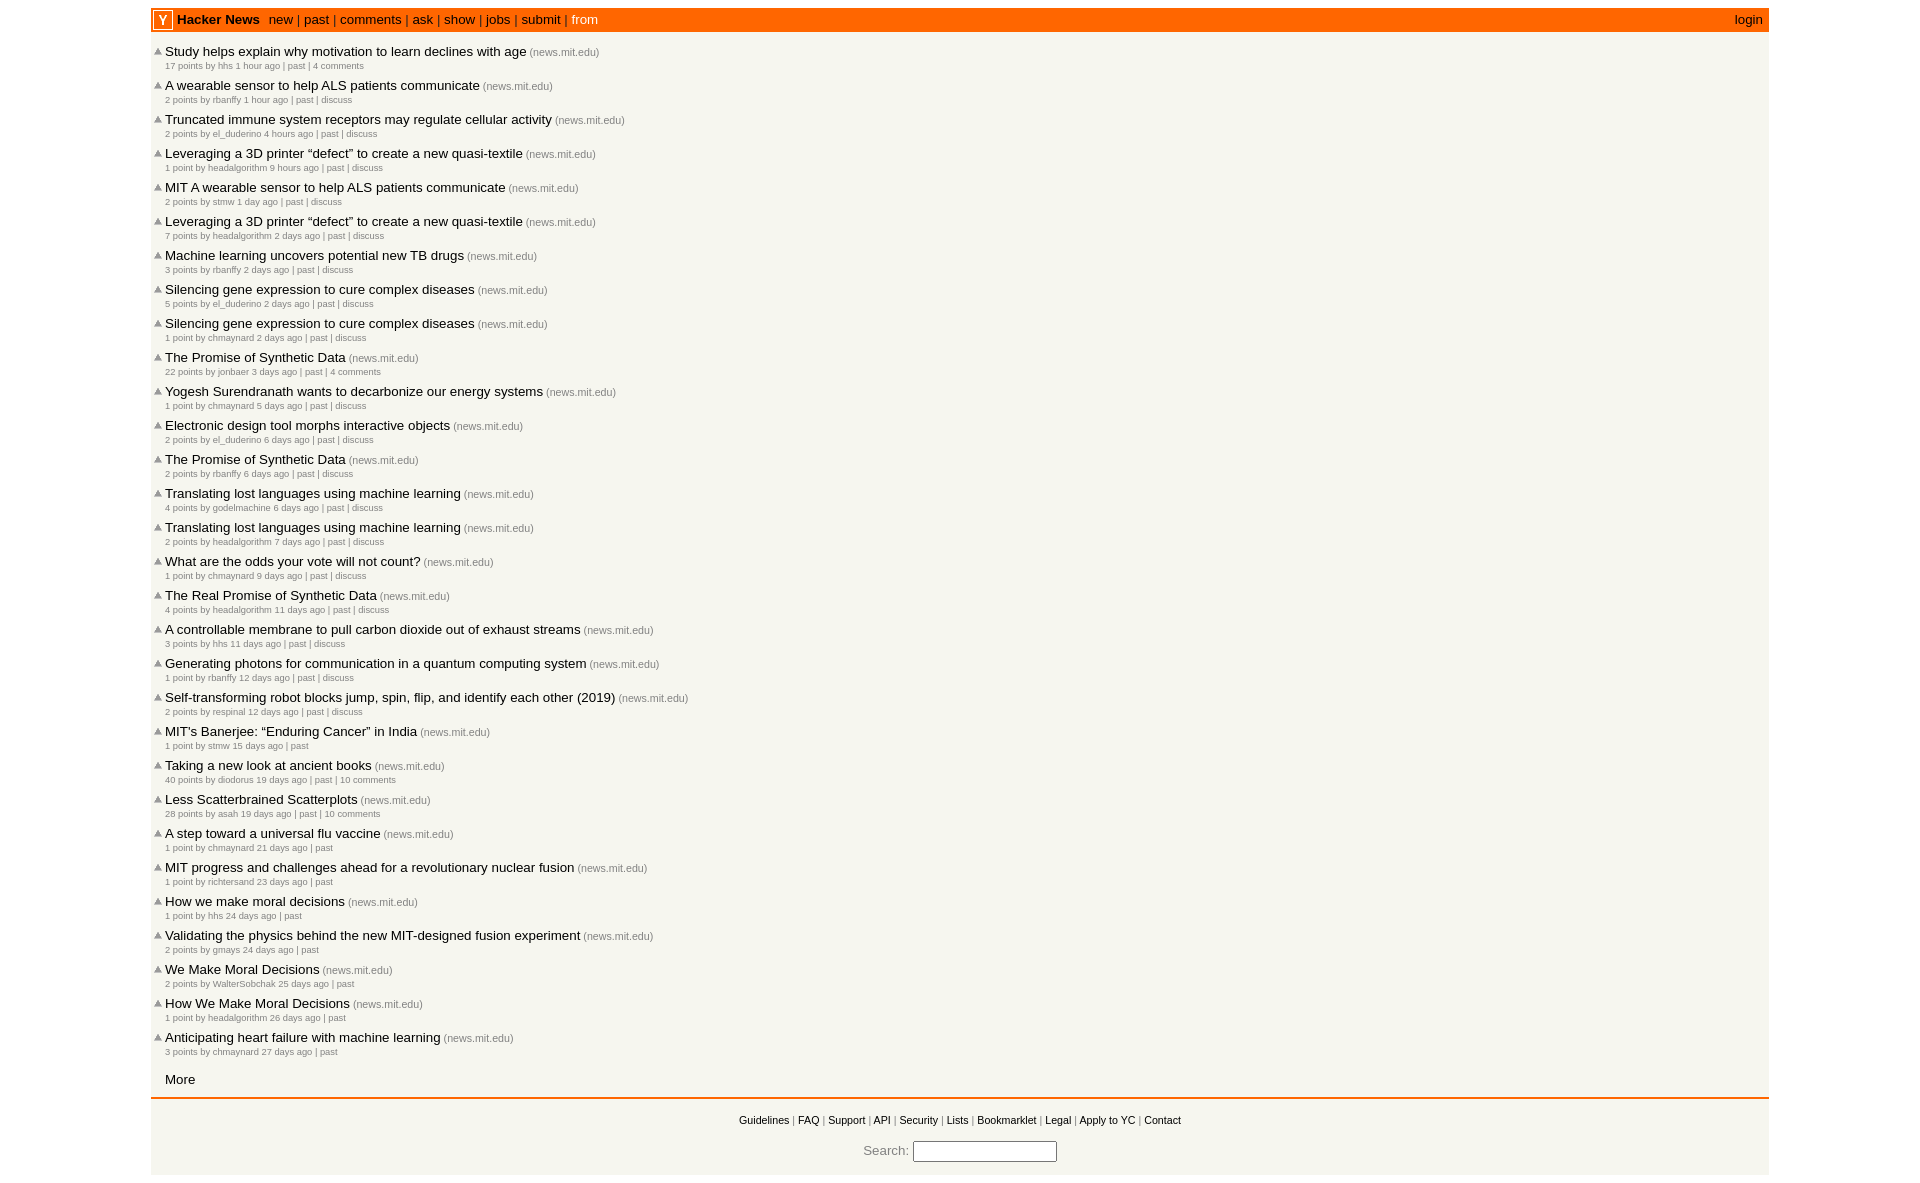 Y Hacker News new | past | comments | ask | show | jobs | submit | from login
Study helps explain why motivation to learn declines with age (news.mit.edu)
17 points by hhs 1 hour ago | past | 4 comments
A wearable sensor to help ALS patients communicate (news.mit.edu)
2 points by rbanffy 1 hour ago | past | discuss
Truncated immune system receptors may regulate cellular activity (news.mit.edu)
2 points by el_duderino 4 hours ago | past | discuss
Leveraging a 3D printer “defect” to create a new quasi-textile (news.mit.edu)
1 point by headalgorithm 9 hours ago | past | discuss
MIT A wearable sensor to help ALS patients communicate (news.mit.edu)
2 points by stmw 1 day ago | past | discuss
Leveraging a 3D printer “defect” to create a new quasi-textile (news.mit.edu)
7 points by headalgorithm 2 days ago | past | discuss
Machine learning uncovers potential new TB drugs (news.mit.edu)
3 points by rbanffy 2 days ago | past | discuss
Silencing gene expression to cure complex diseases (news.mit.edu)
5 points by el_duderino 2 days ago | past | discuss
Silencing gene expression to cure complex diseases (news.mit.edu)
1 point by chmaynard 2 days ago | past | discuss
The Promise of Synthetic Data (news.mit.edu)
22 points by jonbaer 3 days ago | past | 4 comments
Yogesh Surendranath wants to decarbonize our energy systems (news.mit.edu)
1 point by chmaynard 5 days ago | past | discuss
Electronic design tool morphs interactive objects (news.mit.edu)
2 points by el_duderino 6 days ago | past | discuss
The Promise of Synthetic Data (news.mit.edu)
2 points by rbanffy 6 days ago | past | discuss
Translating lost languages using machine learning (news.mit.edu)
4 points by godelmachine 6 days ago | past | discuss
Translating lost languages using machine learning (news.mit.edu)
2 points by headalgorithm 7 days ago | past | discuss
What are the odds your vote will not count? (news.mit.edu)
1 point by chmaynard 9 days ago | past | discuss
The Real Promise of Synthetic Data (news.mit.edu)
4 points by headalgorithm 11 days ago | past | discuss
A controllable membrane to pull carbon dioxide out of exhaust streams (news.mit.edu)
3 points by hhs 11 days ago | past | discuss
Generating photons for communication in a quantum computing system (news.mit.edu)
1 point by rbanffy 12 days ago | past | discuss
Self-transforming robot blocks jump, spin, flip, and identify each other (2019) (news.mit.edu)
2 points by respinal 12 days ago | past | discuss
MIT's Banerjee: “Enduring Cancer” in India (news.mit.edu)
1 point by stmw 15 days ago | past
Taking a new look at ancient books (news.mit.edu)
40 points by diodorus 19 days ago | past | 10 comments
Less Scatterbrained Scatterplots (news.mit.edu)
28 points by asah 19 days ago | past | 10 comments
A step toward a universal flu vaccine (news.mit.edu)
1 point by chmaynard 21 days ago | past
MIT progress and challenges ahead for a revolutionary nuclear fusion (news.mit.edu)
1 point by richtersand 23 days ago | past
How we make moral decisions (news.mit.edu)
1 point by hhs 24 days ago | past
Validating the physics behind the new MIT-designed fusion experiment (news.mit.edu)
2 points by gmays 24 days ago | past
We Make Moral Decisions (news.mit.edu)
2 points by WalterSobchak 25 days ago | past
How We Make Moral Decisions (news.mit.edu)
1 point by headalgorithm 26 days ago | past
Anticipating heart failure with machine learning (news.mit.edu)
3 points by chmaynard 27 days ago | past
More
Guidelines | FAQ | Support | API | Security | Lists | Bookmarklet | Legal | Apply to YC | Contact
Search: